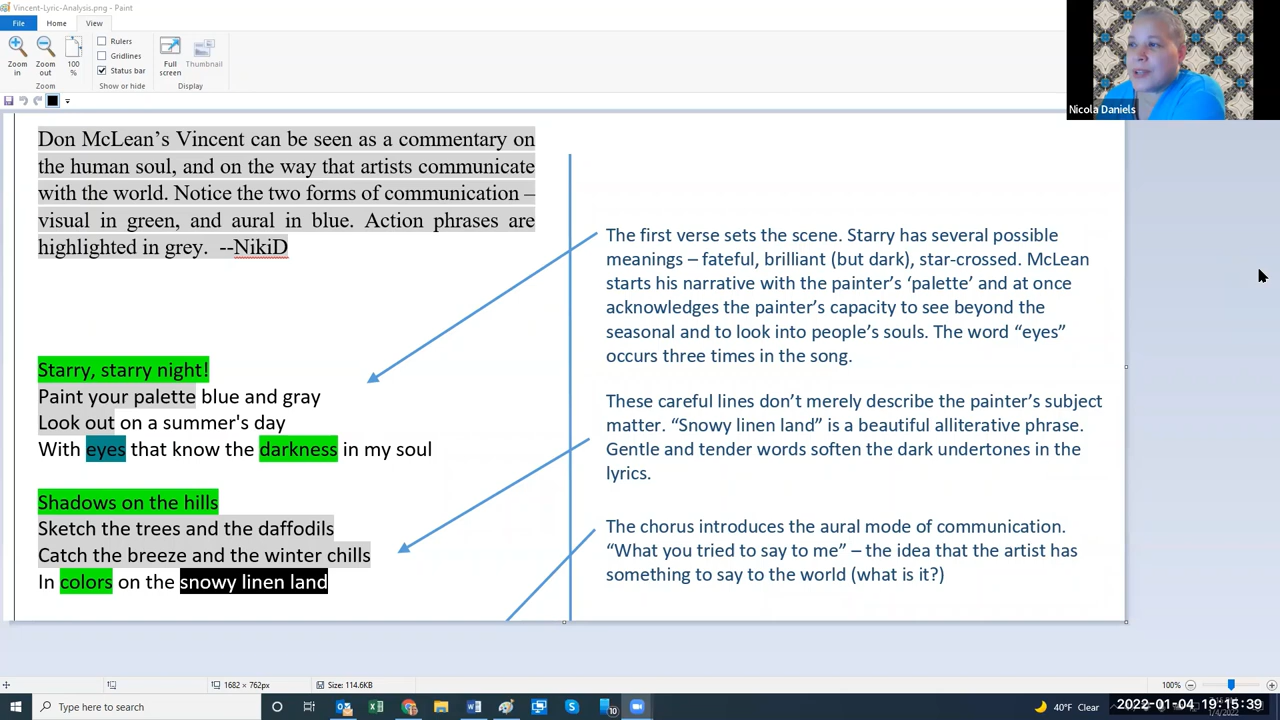 Vincent-Lyric-Analysis.png - Paint
File Home View
Rulers
Gridlines
Status bar
Zoom in
Zoom out
100 %
Full screen
Thumbnail
Zoom
Show or hide
Display
Nicola Daniels
Don McLean's Vincent can be seen as a commentary on
the human soul, and on the way that artists communicate
with the world. Notice the two forms of communication –
visual in green, and aural in blue. Action phrases are
highlighted in grey. --NikiD
Starry, starry night!
Paint your palette blue and gray
Look out on a summer's day
With eyes that know the darkness in my soul
Shadows on the hills
Sketch the trees and the daffodils
Catch the breeze and the winter chills
In colors on the snowy linen land
The first verse sets the scene. Starry has several possible
meanings – fateful, brilliant (but dark), star-crossed. McLean
starts his narrative with the painter's 'palette' and at once
acknowledges the painter's capacity to see beyond the
seasonal and to look into people's souls. The word “eyes”
occurs three times in the song.
These careful lines don't merely describe the painter's subject
matter. “Snowy linen land” is a beautiful alliterative phrase.
Gentle and tender words soften the dark undertones in the
lyrics.
The chorus introduces the aural mode of communication.
“What you tried to say to me” – the idea that the artist has
something to say to the world (what is it?)
1682 × 762px
Size: 114.6KB
100%
Type here to search
40°F Clear
2022-01-04 19:15:39